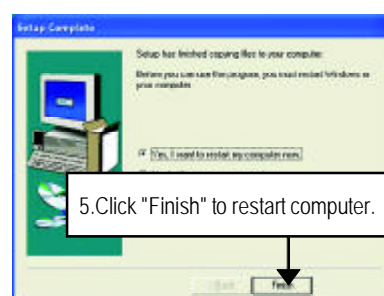 Setup Complete
Setup has finished copying files to your computer.
Before you can use the program, you must restart Windows or
your computer.
Yes, I want to restart my computer now.
5.Click "Finish" to restart computer.
Back
Finish